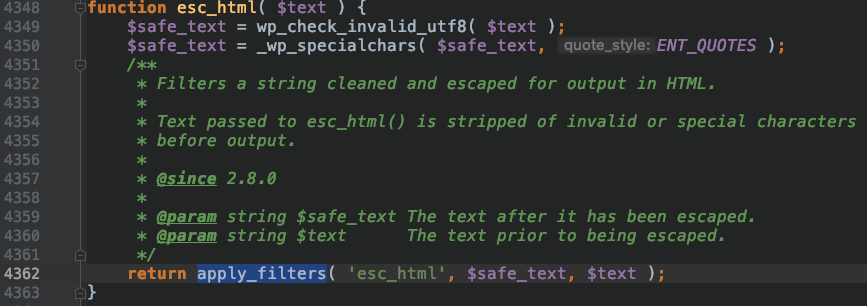 4348 function esc_html( $text ) {
4349 $safe_text = wp_check_invalid_utf8( $text );
4350 $safe_text = _wp_specialchars( $safe_text, quote_style: ENT_QUOTES );
4351 /**
4352 * Filters a string cleaned and escaped for output in HTML.
4353 *
4354 * Text passed to esc_html() is stripped of invalid or special characters
4355 * before output.
4356 *
4357 * @since 2.8.0
4358 *
4359 * @param string $safe_text The text after it has been escaped.
4360 * @param string $text      The text prior to being escaped.
4361 */
4362 return apply_filters( 'esc_html', $safe_text, $text );
4363 }